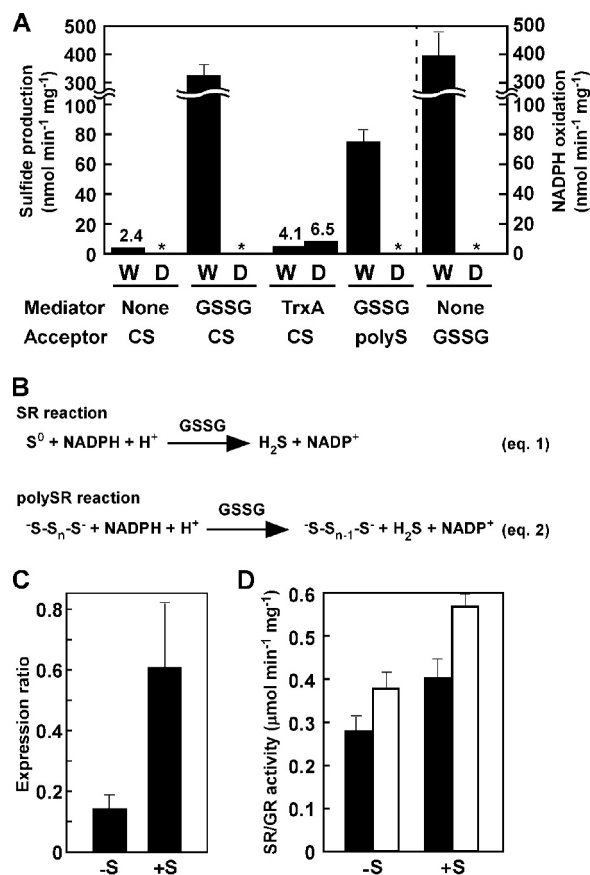 A
Sulfide production
(nmol min-1 mg-1)
NADPH oxidation
(nmol min-1 mg-1)
500
400
300
100
80
60
40
20
0
500
400
300
100
80
60
40
20
0
2.4
*
*
4.1
6.5
*
*
W D W D W D W D W D
Mediator None GSSG TrxA GSSG None
Acceptor CS CS CS polyS GSSG
B
SR reaction
S0 + NADPH + H+ GSSG H2S + NADP+ (eq. 1)
polySR reaction
-S-Sn-S- + NADPH + H+ GSSG -S-Sn-1-S- + H2S + NADP+ (eq. 2)
C
Expression ratio
0.8
0.6
0.4
0.2
0
-S +S
D
SR/GR activity (μmol min-1 mg-1)
0.6
0.5
0.4
0.3
0.2
0.1
0
-S +S